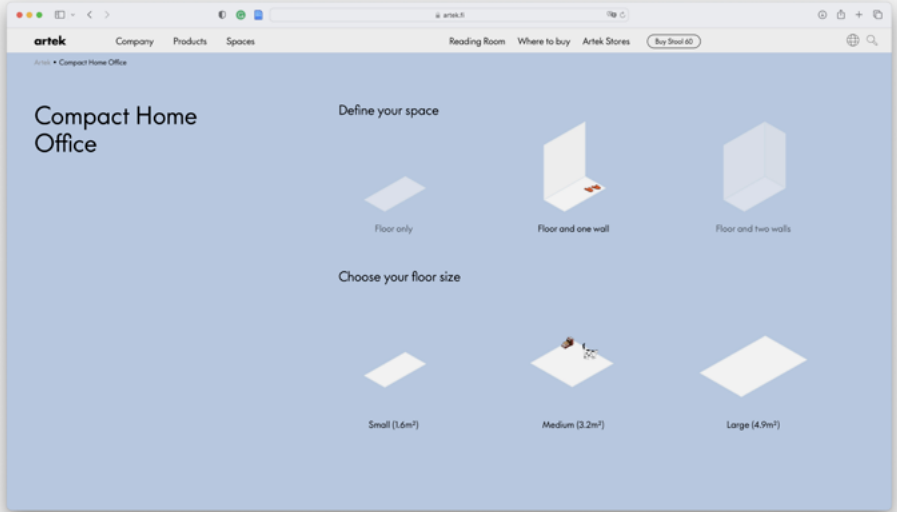 artek.fi
artek Company Products Spaces Reading Room Where to buy Artek Stores Buy Stool 60
Artek • Compact Home Office
Compact Home
Office
Define your space
Floor only Floor and one wall Floor and two walls
Choose your floor size
Small (1.6m²) Medium (3.2m²) Large (4.9m²)